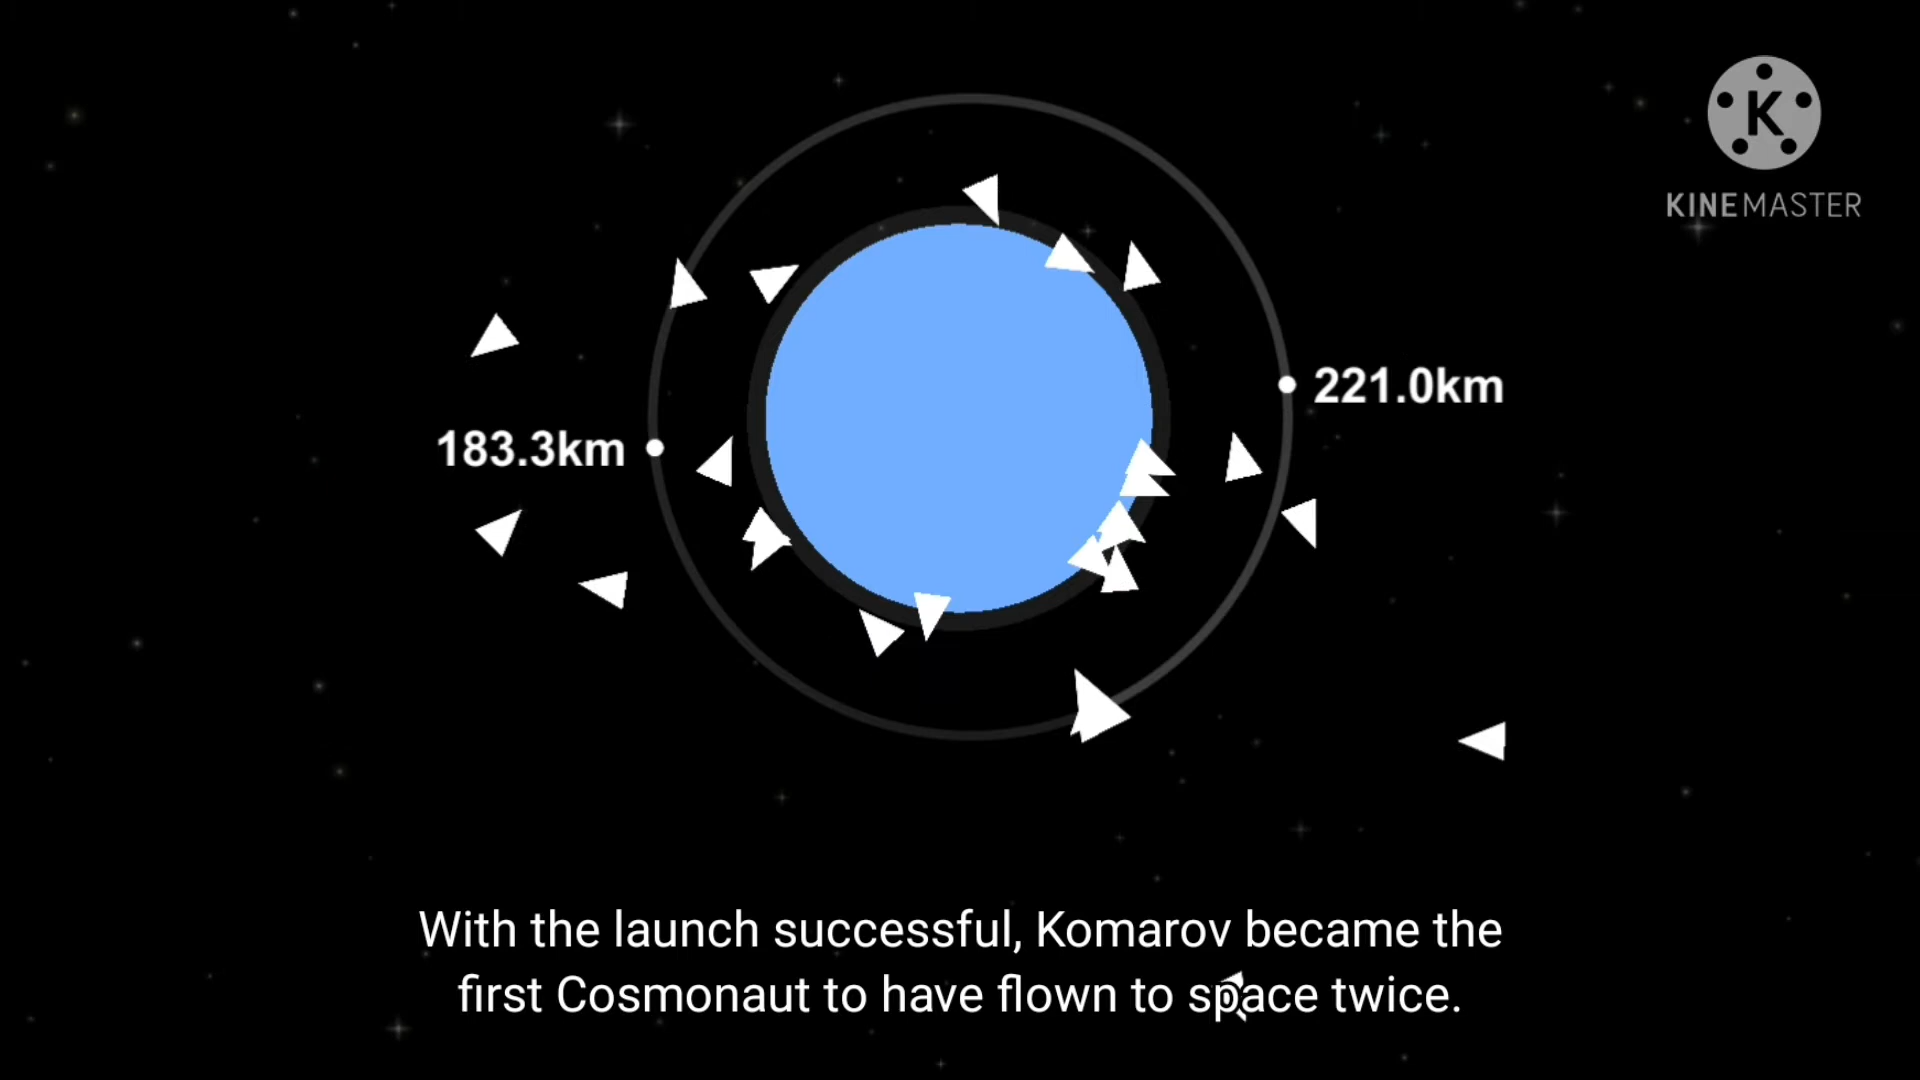 K
KINEMASTER
221.0km
183.3km
With the launch successful, Komarov became the
first Cosmonaut to have flown to space twice.